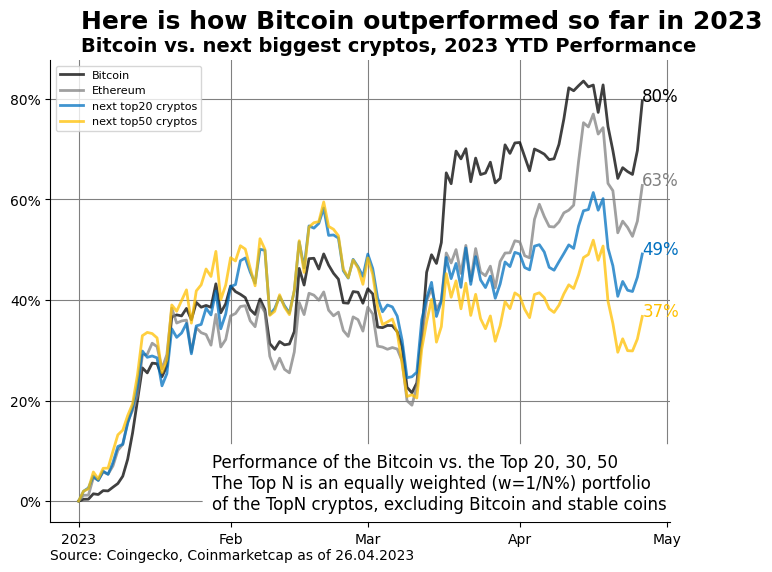 Here is how Bitcoin outperformed so far in 2023
Bitcoin vs. next biggest cryptos, 2023 YTD Performance
Bitcoin
Ethereum
next top20 cryptos
next top50 cryptos
80%
60%
40%
20%
0%
80%
63%
49%
37%
Performance of the Bitcoin vs. the Top 20, 30, 50
The Top N is an equally weighted (w=1/N%) portfolio
of the TopN cryptos, excluding Bitcoin and stable coins
2023 Feb Mar Apr May
Source: Coingecko, Coinmarketcap as of 26.04.2023